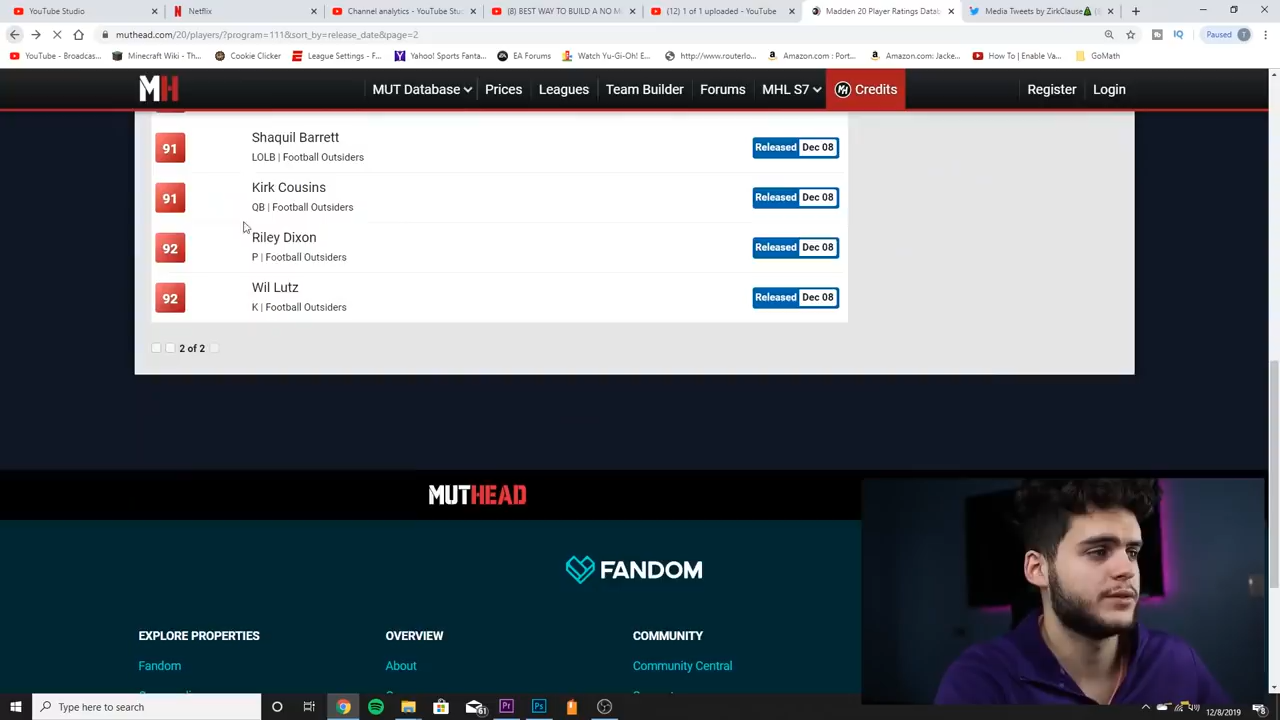 YouTube Studio
Netflix
Channel analytics - YouTube Stu
(8) BEST WAY TO BUILD A NO M
(12) 1 of 1 uploaded - YouTube
Madden 20 Player Ratings Datab
Media Tweets by ZirkClause
muthead.com/20/players/?program=111&sort_by=release_date&page=2
IQ
Paused
T
YouTube - Broadcas...
Minecraft Wiki - Th...
Cookie Clicker
League Settings - F...
Yahoo! Sports Fanta...
EA Forums
Watch Yu-Gi-Oh! E...
http://www.routerlo...
Amazon.com : Port...
Amazon.com: Jacke...
How To | Enable Va...
GoMath
MH
MUT Database
Prices
Leagues
Team Builder
Forums
MHL S7
Credits
Register
Login
91
Shaquil Barrett
LOLB | Football Outsiders
Released Dec 08
91
Kirk Cousins
QB | Football Outsiders
Released Dec 08
92
Riley Dixon
P | Football Outsiders
Released Dec 08
92
Wil Lutz
K | Football Outsiders
Released Dec 08
2 of 2
MUTHEAD
FANDOM
EXPLORE PROPERTIES
OVERVIEW
COMMUNITY
Fandom
About
Community Central
Type here to search
Pr
Ps
12/8/2019